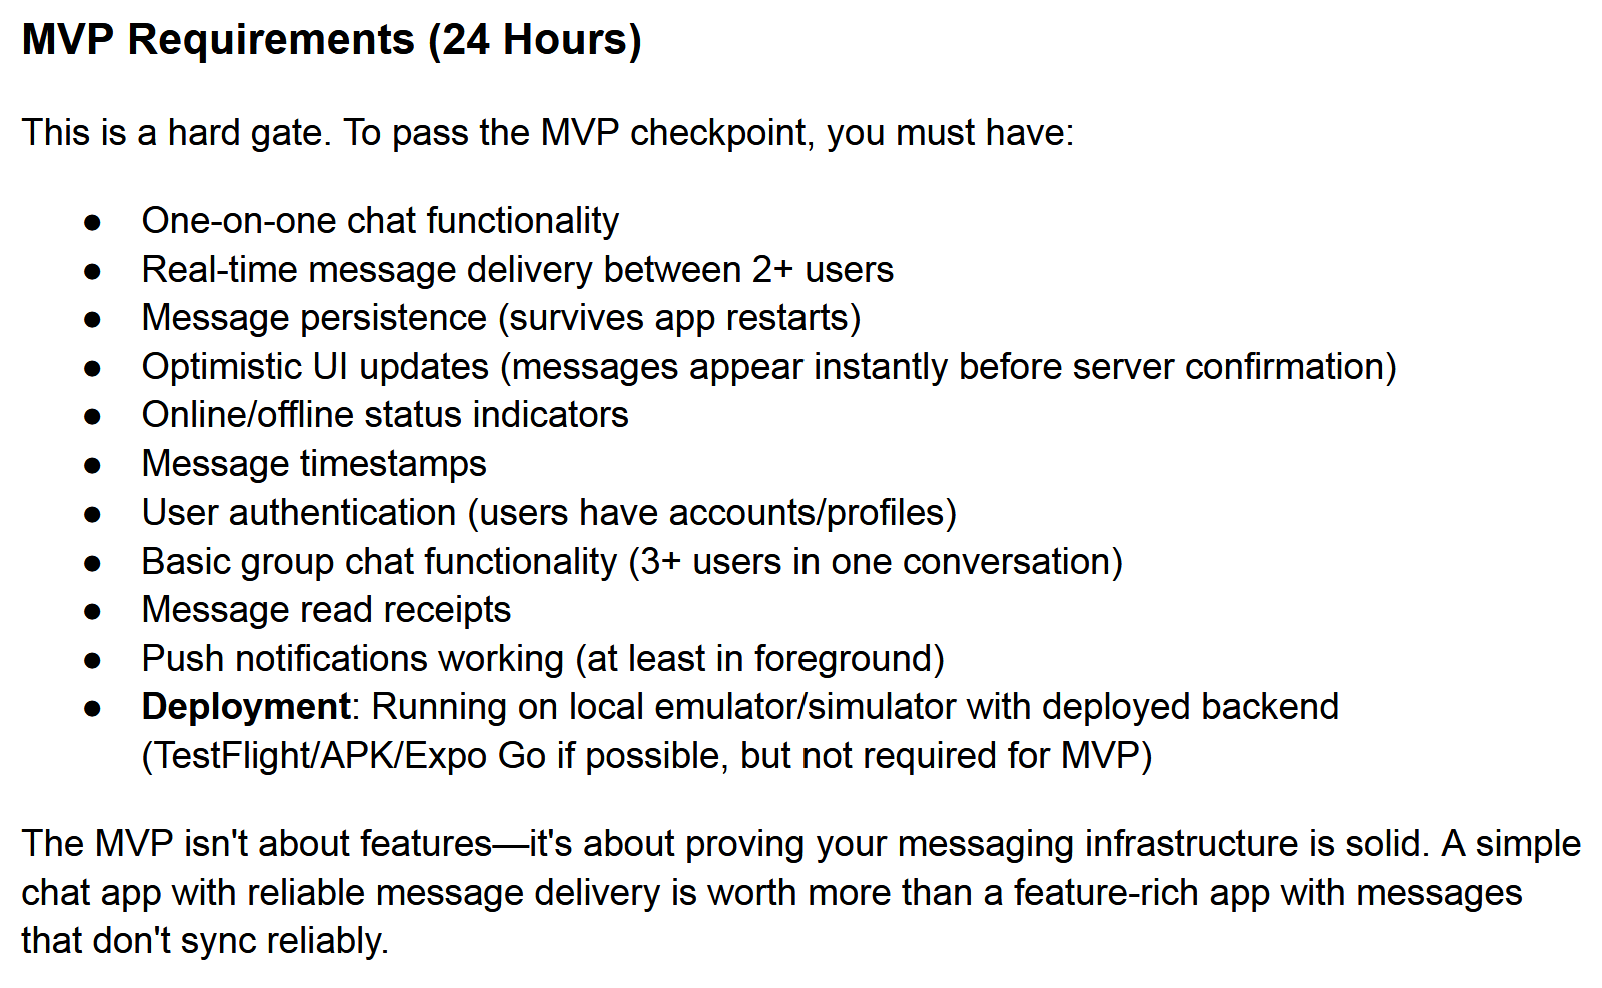 MVP Requirements (24 Hours)
This is a hard gate. To pass the MVP checkpoint, you must have:
● One-on-one chat functionality
● Real-time message delivery between 2+ users
● Message persistence (survives app restarts)
● Optimistic UI updates (messages appear instantly before server confirmation)
● Online/offline status indicators
● Message timestamps
● User authentication (users have accounts/profiles)
● Basic group chat functionality (3+ users in one conversation)
● Message read receipts
● Push notifications working (at least in foreground)
● Deployment: Running on local emulator/simulator with deployed backend
(TestFlight/APK/Expo Go if possible, but not required for MVP)
The MVP isn't about features—it's about proving your messaging infrastructure is solid. A simple
chat app with reliable message delivery is worth more than a feature-rich app with messages
that don't sync reliably.